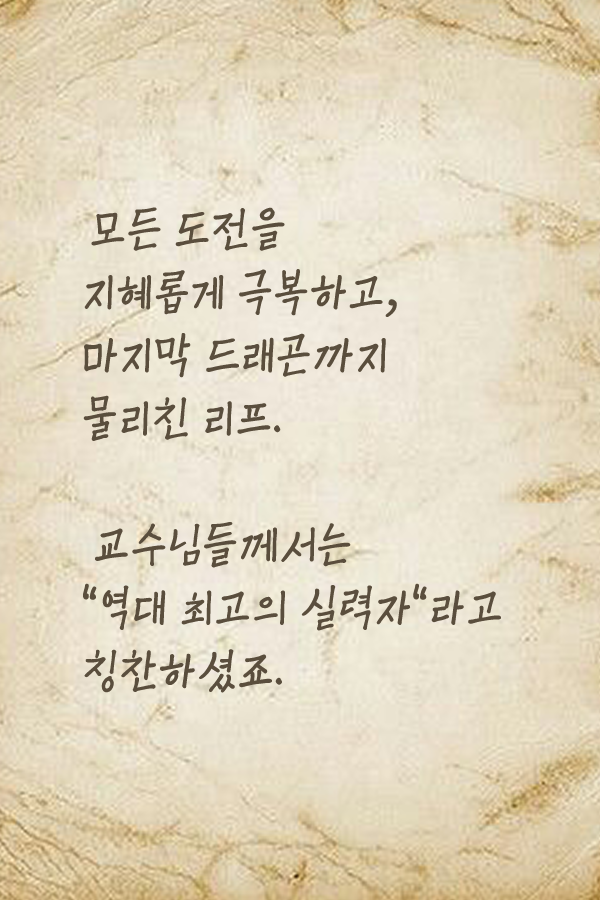 모든 도전을
지혜롭게 극복하고,
마지막 드래곤까지
물리친 리프.
교수님들께서는
“역대 최고의 실력자“라고
칭찬하셨죠.